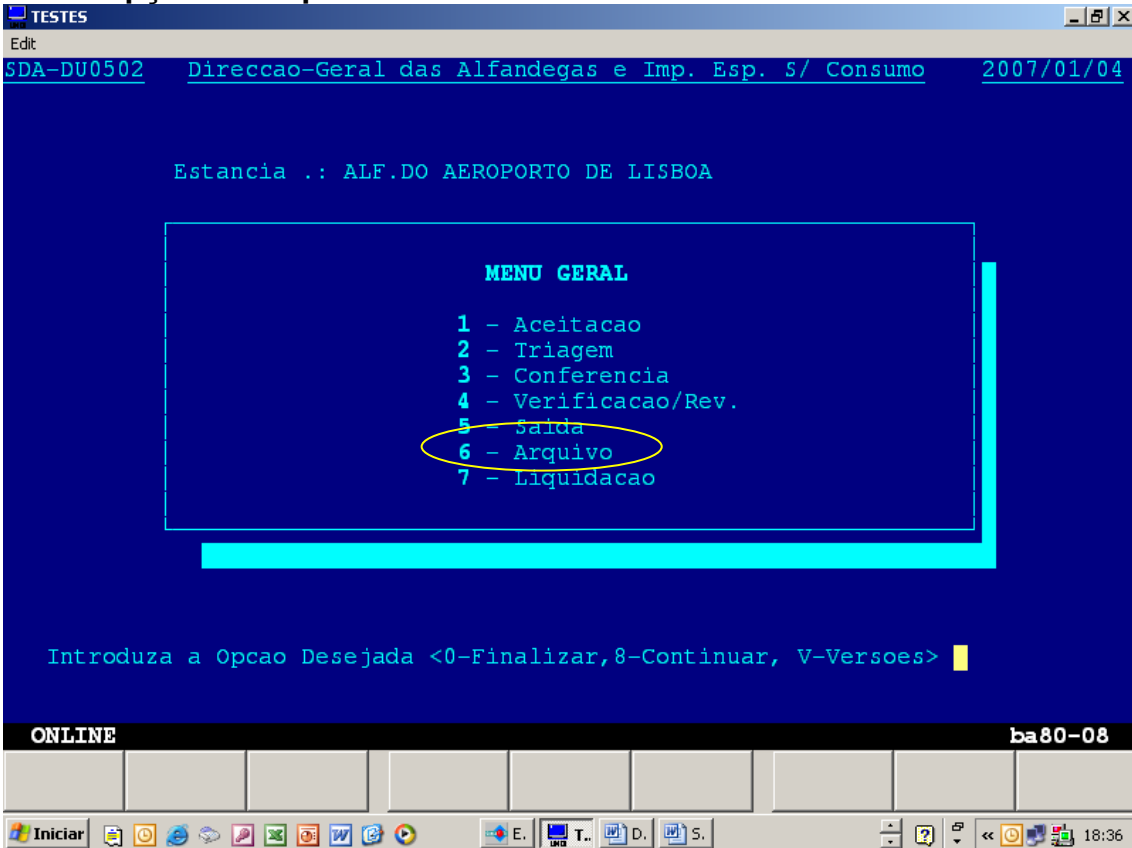 TESTES
Edit
SDA-DU0502 Direccao-Geral das Alfandegas e Imp. Esp. S/ Consumo 2007/01/04
Estancia .: ALF.DO AEROPORTO DE LISBOA
MENU GERAL
1 - Aceitacao
2 - Triagem
3 - Conferencia
4 - Verificacao/Rev.
5 - Saida
6 - Arquivo
7 - Liquidacao
Introduza a Opcao Desejada <0-Finalizar,8-Continuar, V-Versoes>
ONLINE ba80-08
Iniciar E. T.. D. S. « 18:36